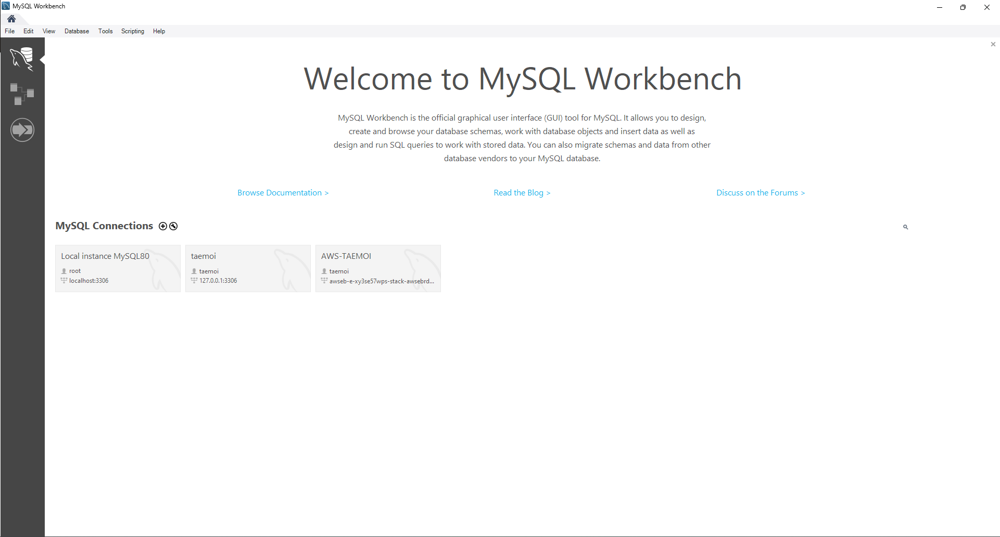 MySQL Workbench
File Edit View Database Tools Scripting Help
Welcome to MySQL Workbench
MySQL Workbench is the official graphical user interface (GUI) tool for MySQL. It allows you to design,
create and browse your database schemas, work with database objects and insert data as well as
design and run SQL queries to work with stored data. You can also migrate schemas and data from other
database vendors to your MySQL database.
Browse Documentation > Read the Blog > Discuss on the Forums >
MySQL Connections
Local instance MySQL80
root
localhost:3306
taemoi
taemoi
127.0.0.1:3306
AWS-TAEMOI
taemoi
awseb-e-xy3se57wps-stack-awsebrd...